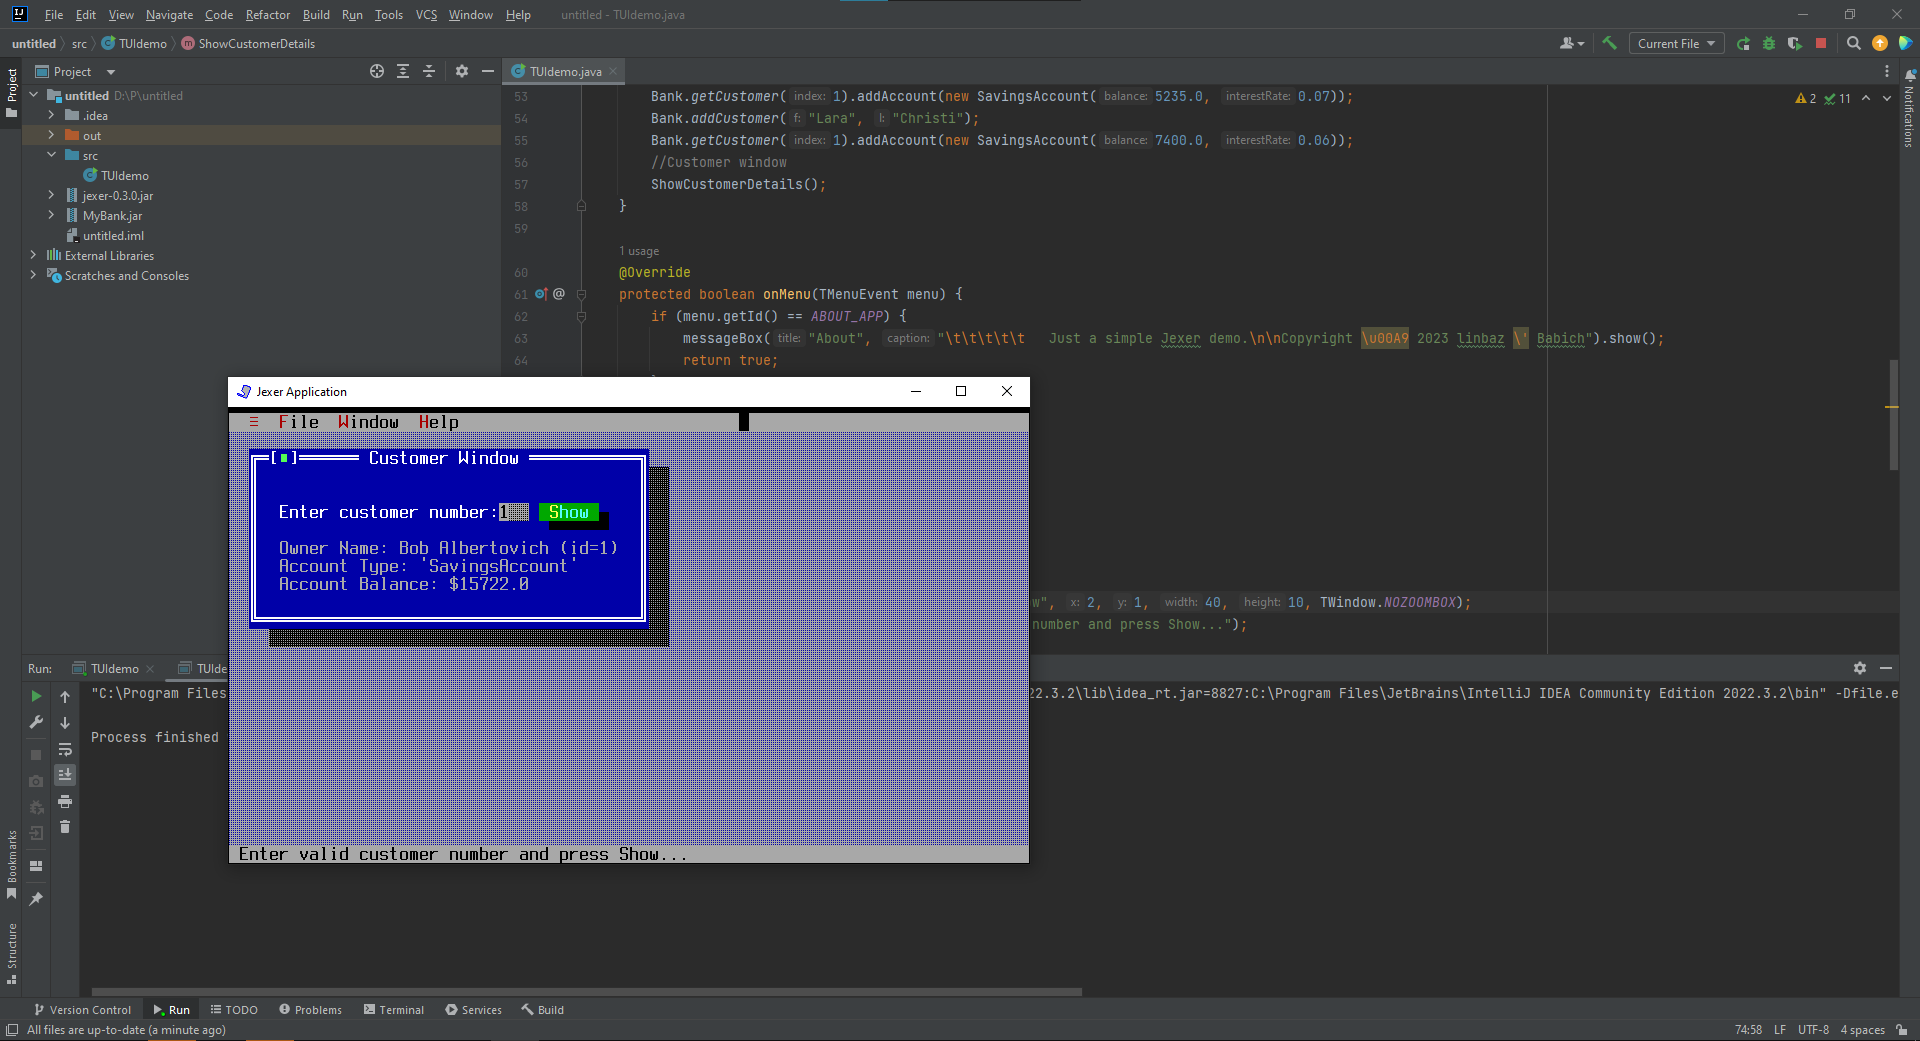 File Edit View Navigate Code Refactor Build Run Tools VCS Window Help untitled - TUIdemo.java
untitled src TUIdemo ShowCustomerDetails Current File
Project
Project
TUIdemo.java
Notifications
untitled D:\P\untitled
.idea
out
src
TUIdemo
jexer-0.3.0.jar
MyBank.jar
untitled.iml
External Libraries
Scratches and Consoles
2 11
53 Bank.getCustomer( index: 1).addAccount(new SavingsAccount( balance: 5235.0, interestRate: 0.07));
54 Bank.addCustomer( f: "Lara", l: "Christi");
55 Bank.getCustomer( index: 1).addAccount(new SavingsAccount( balance: 7400.0, interestRate: 0.06));
56 //Customer window
57 ShowCustomerDetails();
58 }
59
1 usage
60 @Override
61 @ protected boolean onMenu(TMenuEvent menu) {
62 if (menu.getId() == ABOUT_APP) {
63 messageBox( title: "About", caption: "\t\t\t\t\t   Just a simple Jexer demo.\n\nCopyright \u00A9 2023 linbaz \' Babich").show();
64 return true;
w", x: 2, y: 1, width: 40, height: 10, TWindow.NOZOOMBOX);
number and press Show...");
Jexer Application
≡ File Window Help
[■] Customer Window
Enter customer number:1 Show
Owner Name: Bob Albertovich (id=1)
Account Type: 'SavingsAccount'
Account Balance: $15722.0
Enter valid customer number and press Show...
Run: TUIdemo TUIde
"C:\Program Files
22.3.2\lib\idea_rt.jar=8827:C:\Program Files\JetBrains\IntelliJ IDEA Community Edition 2022.3.2\bin" -Dfile.e
Process finished
Bookmarks
Structure
Version Control Run TODO Problems Terminal Services Build
All files are up-to-date (a minute ago)
74:58 LF UTF-8 4 spaces